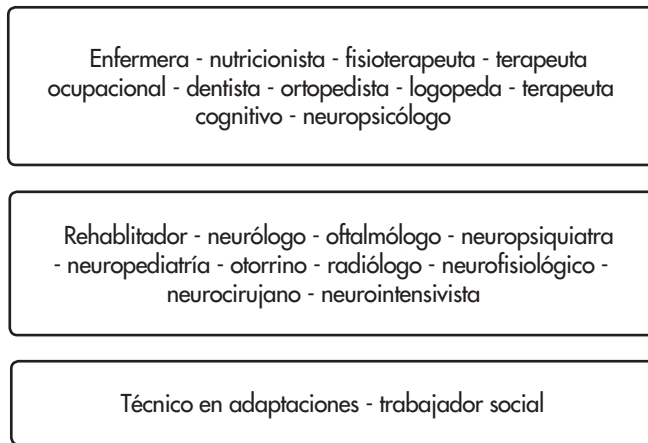 Enfermera - nutricionista - fisioterapeuta - terapeuta
ocupacional - dentista - ortopedista - logopeda - terapeuta
cognitivo - neuropsicólogo
Rehablitador - neurólogo - oftalmólogo - neuropsiquiatra
- neuropediatría - otorrino - radiólogo - neurofisiológico -
neurocirujano - neurointensivista
Técnico en adaptaciones - trabajador social